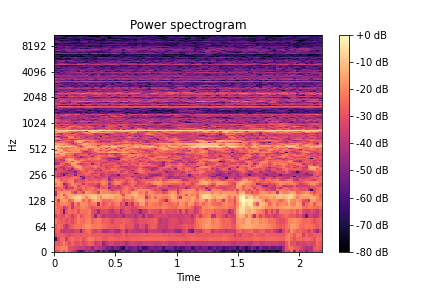 Power spectrogram
8192
4096
2048
1024
512
256
128
64
0
Hz
0
0.5
1
1.5
2
Time
+0 dB
-10 dB
-20 dB
-30 dB
-40 dB
-50 dB
-60 dB
-70 dB
-80 dB